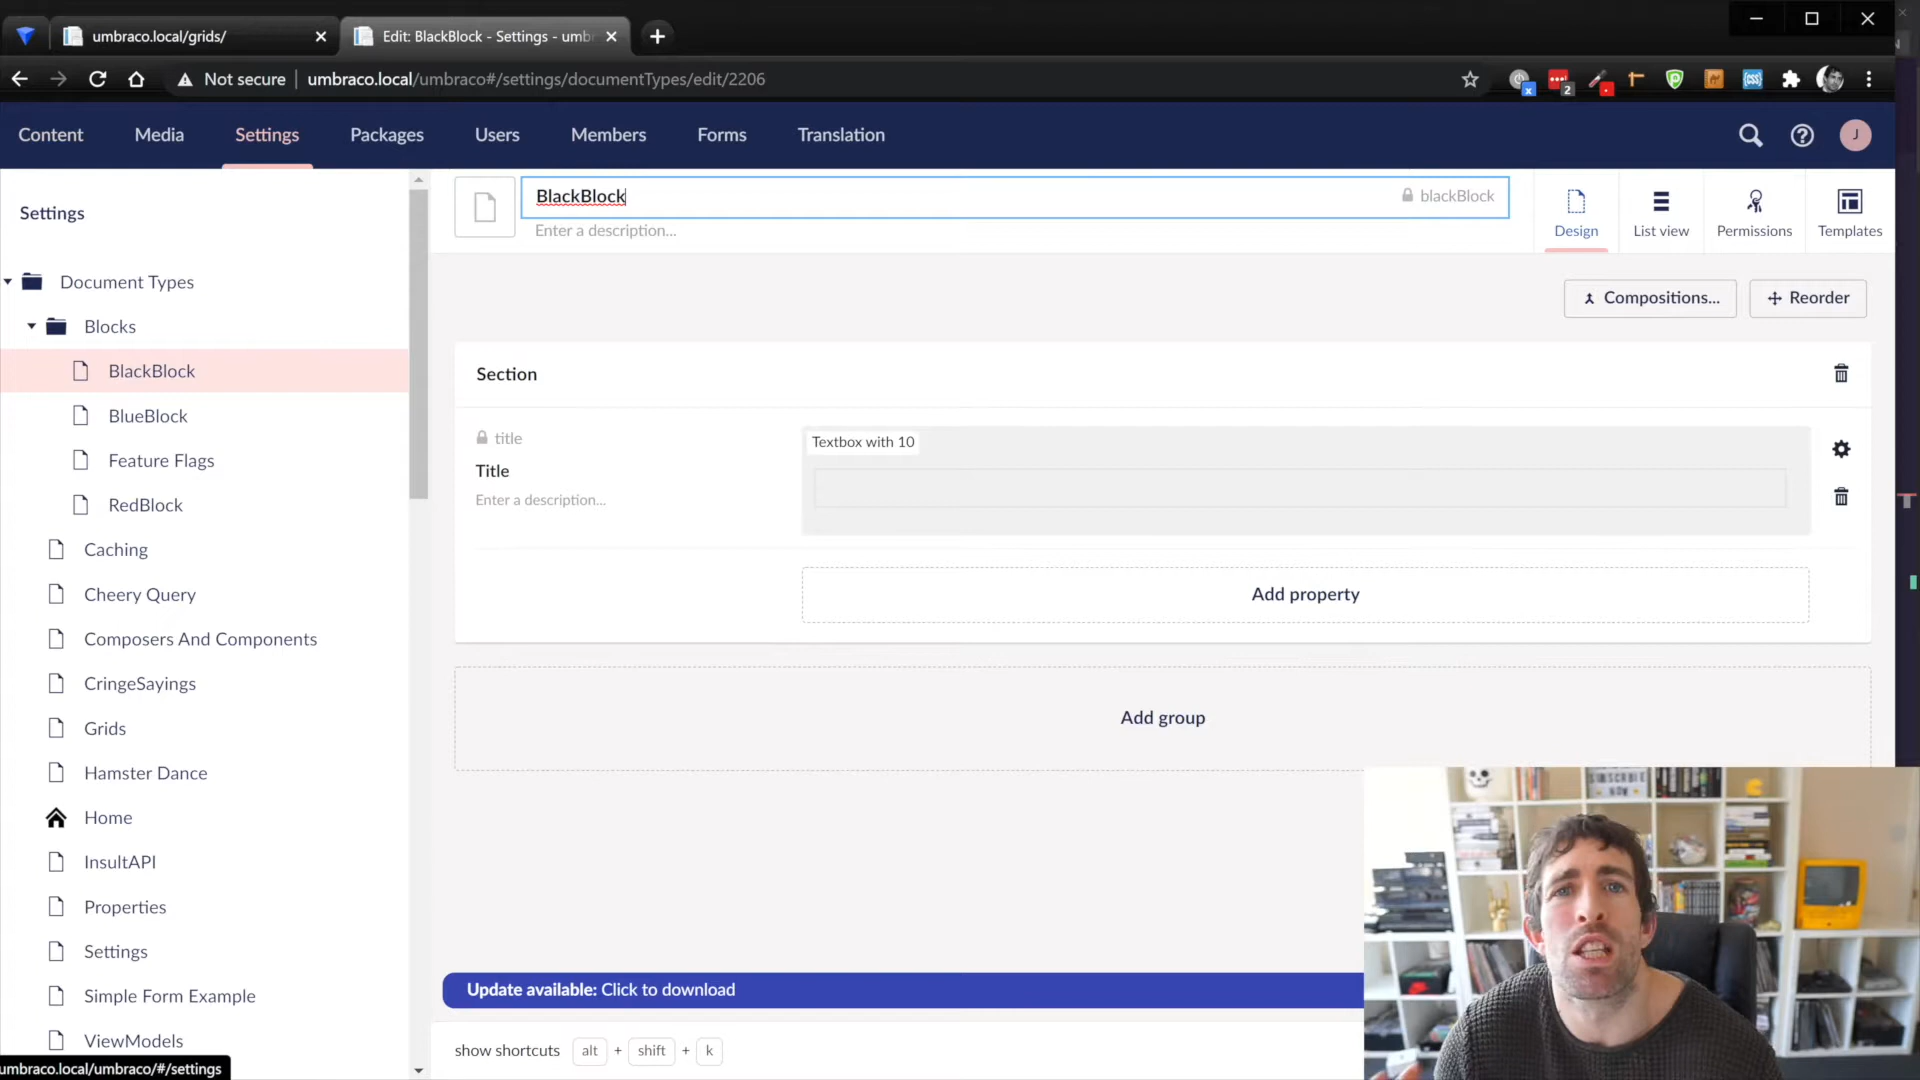 umbraco.local/grids/
Edit: BlackBlock - Settings - umb
Not secure
umbraco.local/umbraco#/settings/documentTypes/edit/2206
2
Content
Media
Settings
Packages
Users
Members
Forms
Translation
J
Settings
BlackBlock
blackBlock
Enter a description...
Design
List view
Permissions
Templates
Compositions...
Reorder
Document Types
Blocks
BlackBlock
BlueBlock
Feature Flags
RedBlock
Caching
Cheery Query
Composers And Components
CringeSayings
Grids
Hamster Dance
Home
InsultAPI
Properties
Settings
Simple Form Example
ViewModels
Section
title
Title
Enter a description...
Textbox with 10
Add property
Add group
SUBSCRIBE
NOW
Update available: Click to download
show shortcuts alt + shift + k
umbraco.local/umbraco/#/settings